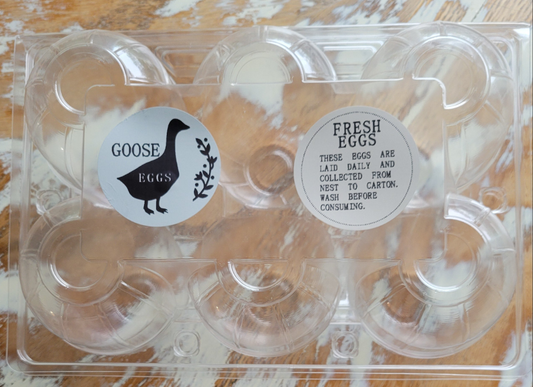 GOOSE
EGGS
FRESH
EGGS
THESE EGGS ARE
LAID DAILY AND
COLLECTED FROM
NEST TO CARTON.
WASH BEFORE
CONSUMING.